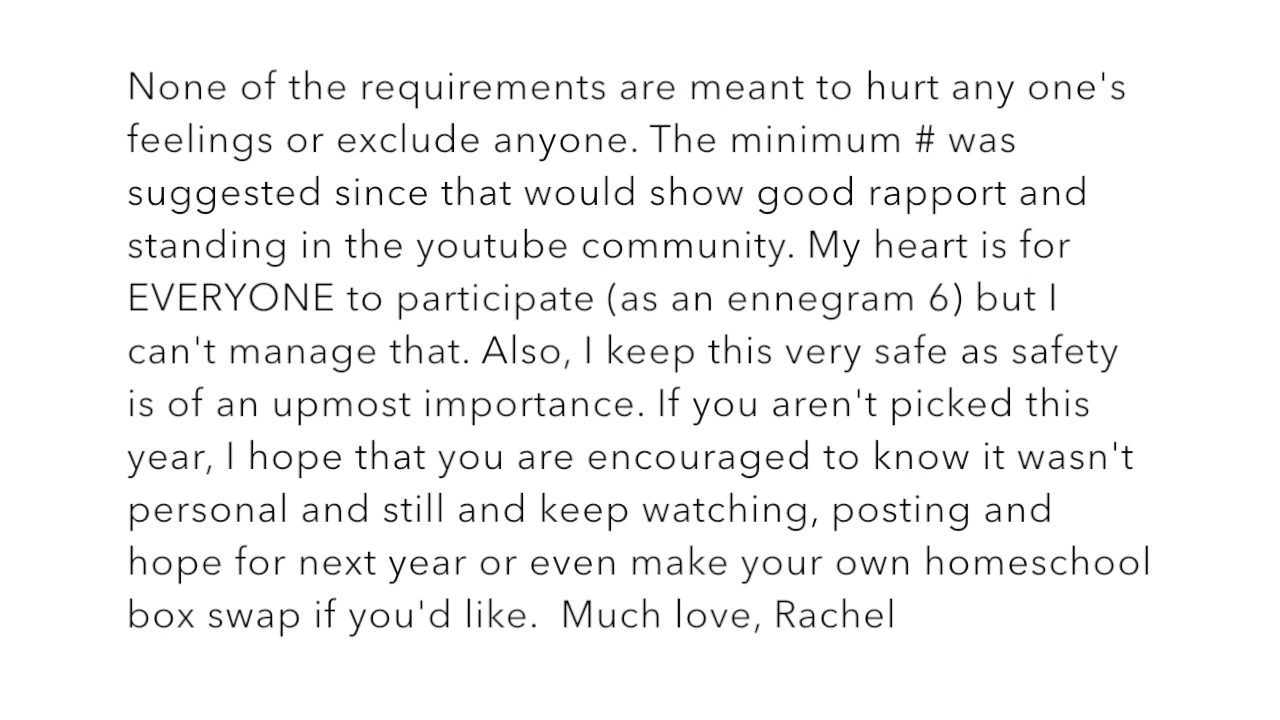 None of the requirements are meant to hurt any one's
feelings or exclude anyone. The minimum # was
suggested since that would show good rapport and
standing in the youtube community. My heart is for
EVERYONE to participate (as an ennegram 6) but I
can't manage that. Also, I keep this very safe as safety
is of an upmost importance. If you aren't picked this
year, I hope that you are encouraged to know it wasn't
personal and still and keep watching, posting and
hope for next year or even make your own homeschool
box swap if you'd like.  Much love, Rachel